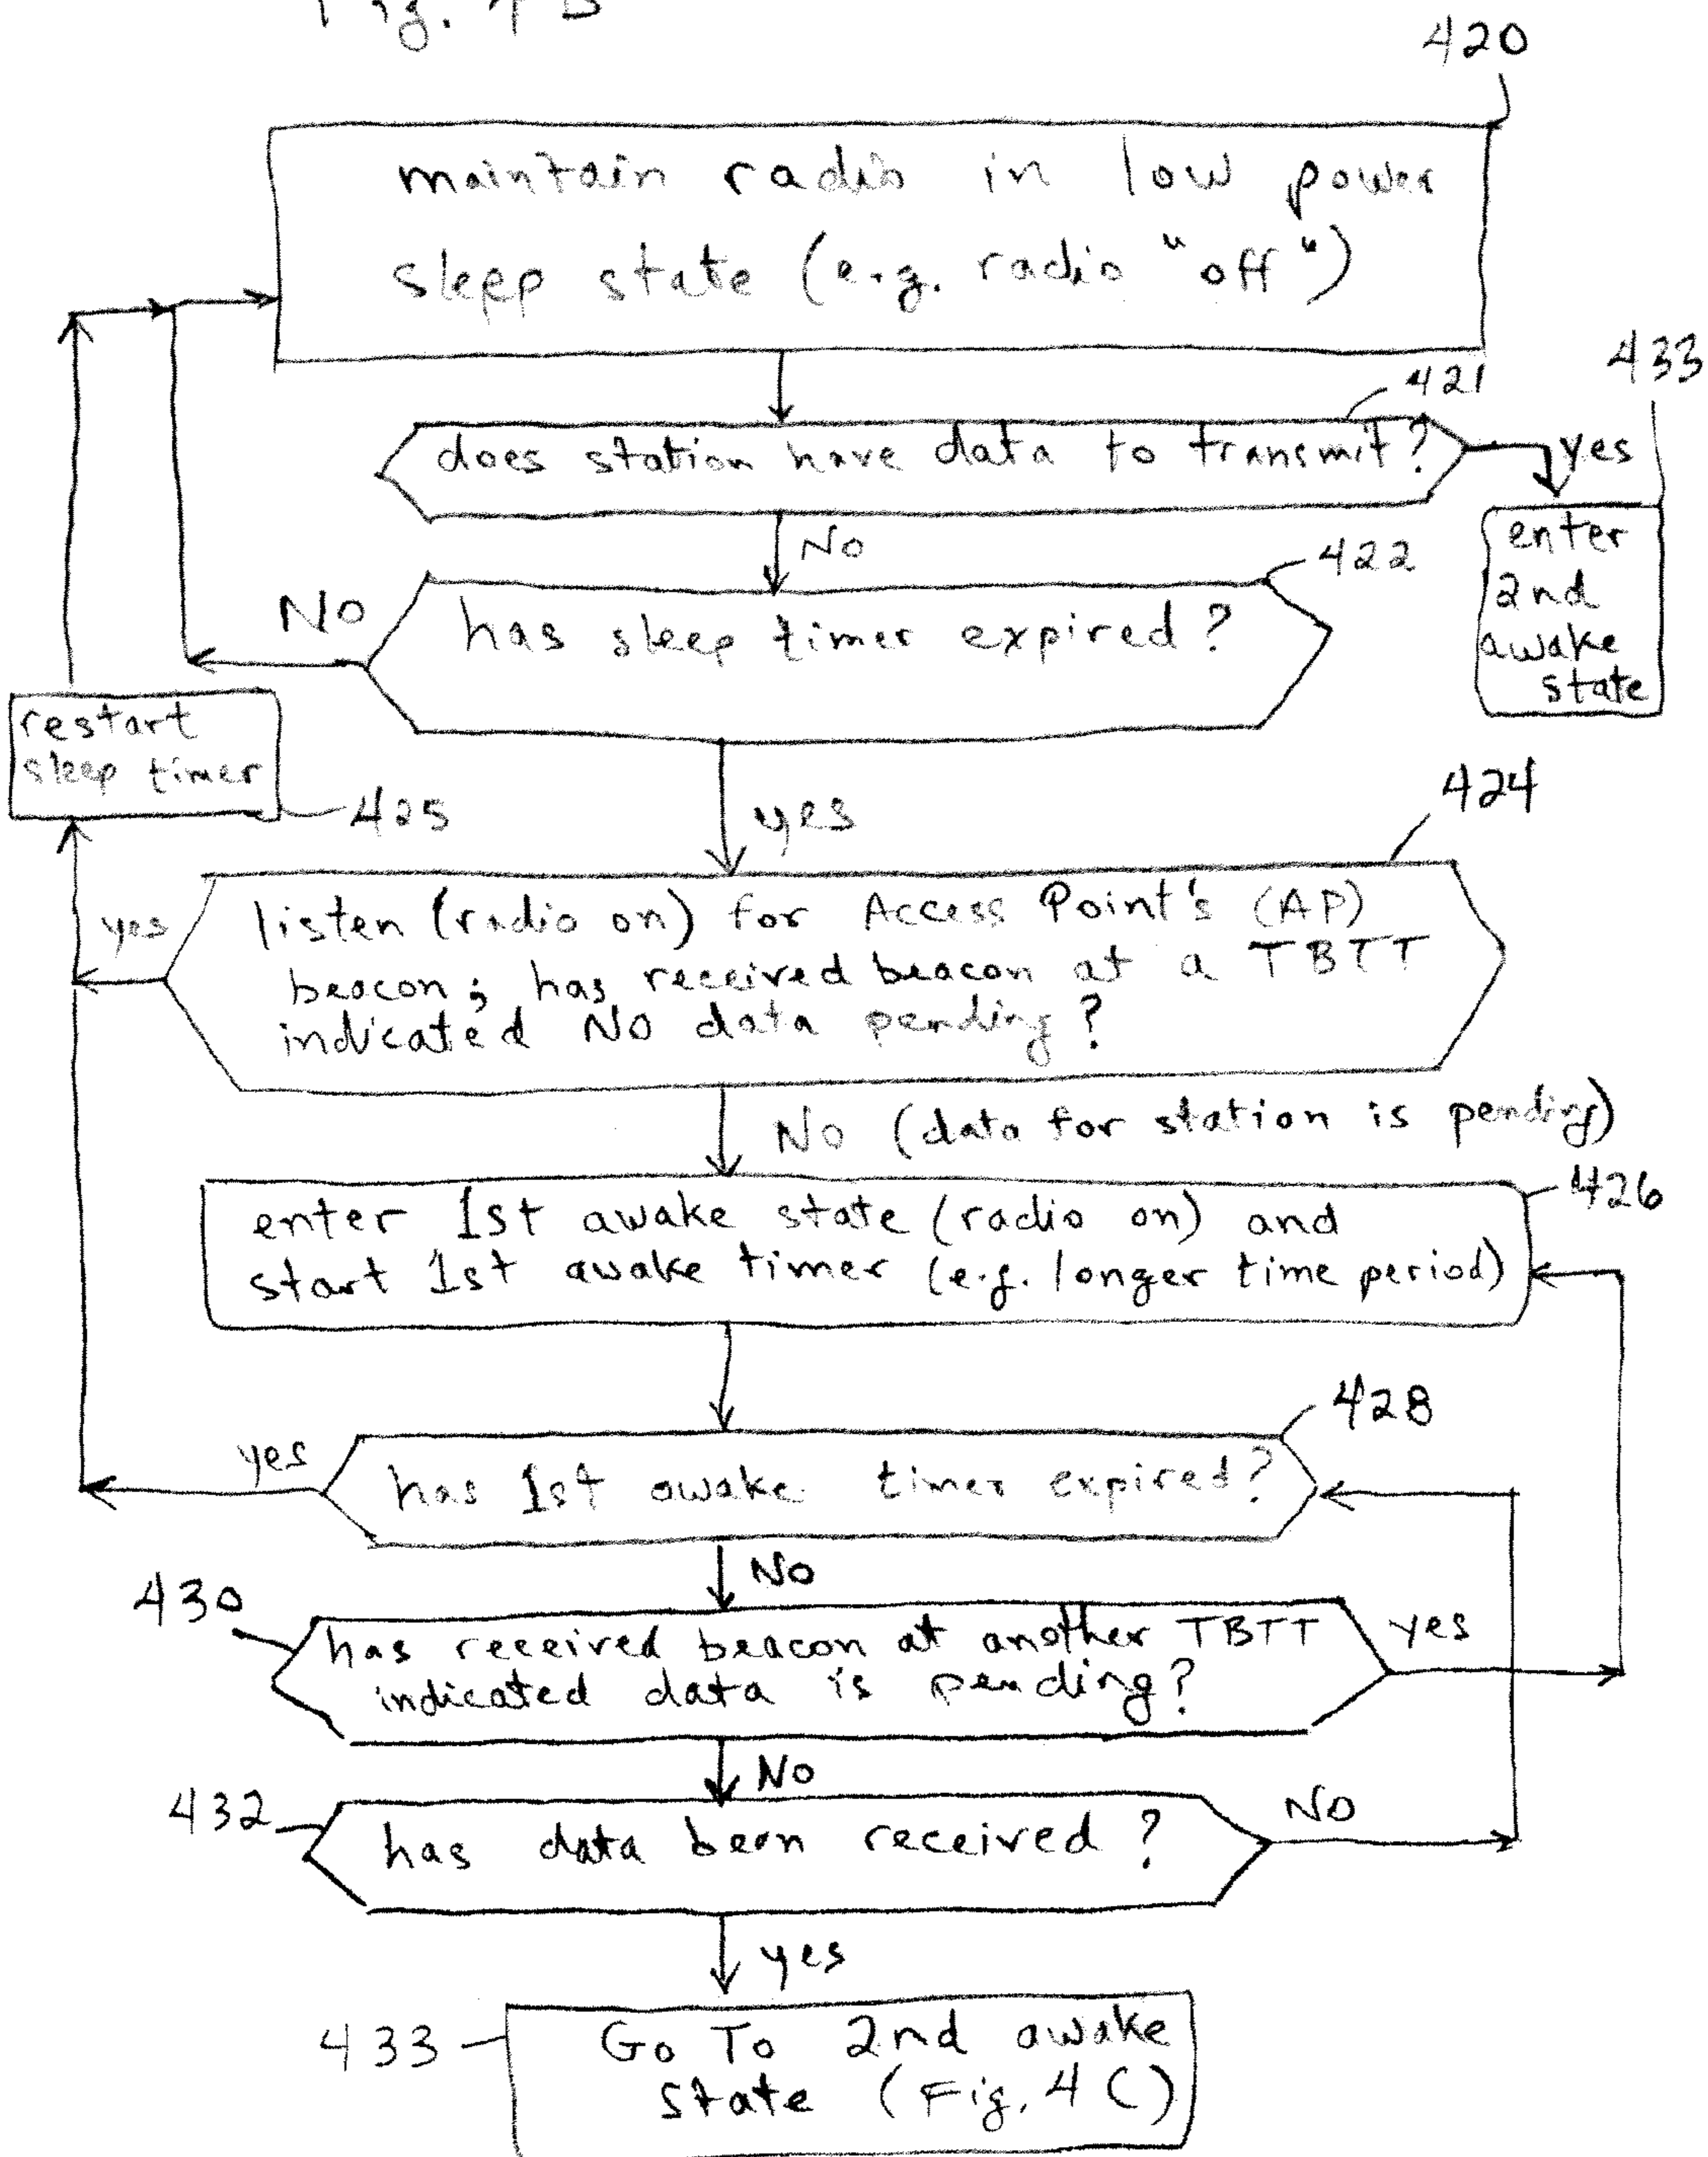 Fig. 4B
420
maintain radio in low power
sleep state (e.g. radio "off")
433
421
does station have data to transmit?
yes
enter
2nd
awake
state
No
422
has sleep timer expired?
No
restart
sleep timer
425
yes
424
listen (radio on) for Access Point's (AP)
beacon; has received beacon at a TBTT
indicated No data pending?
yes
No (data for station is pending)
426
enter 1st awake state (radio on) and
start 1st awake timer (e.g. longer time period)
428
has 1st awake timer expired?
yes
No
430
has received beacon at another TBTT
indicated data is pending?
yes
No
432
has data been received?
No
yes
433
Go To 2nd awake
state (Fig. 4C)